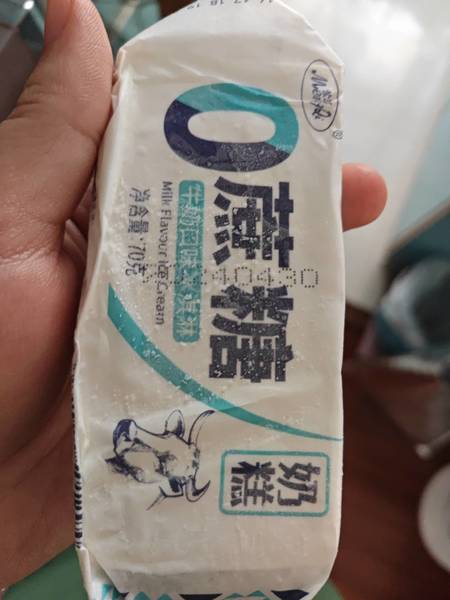 0蔗糖
牛奶口味冰淇淋
Milk Flavour Ice Cream
净含量:70克
20240430
奶糕